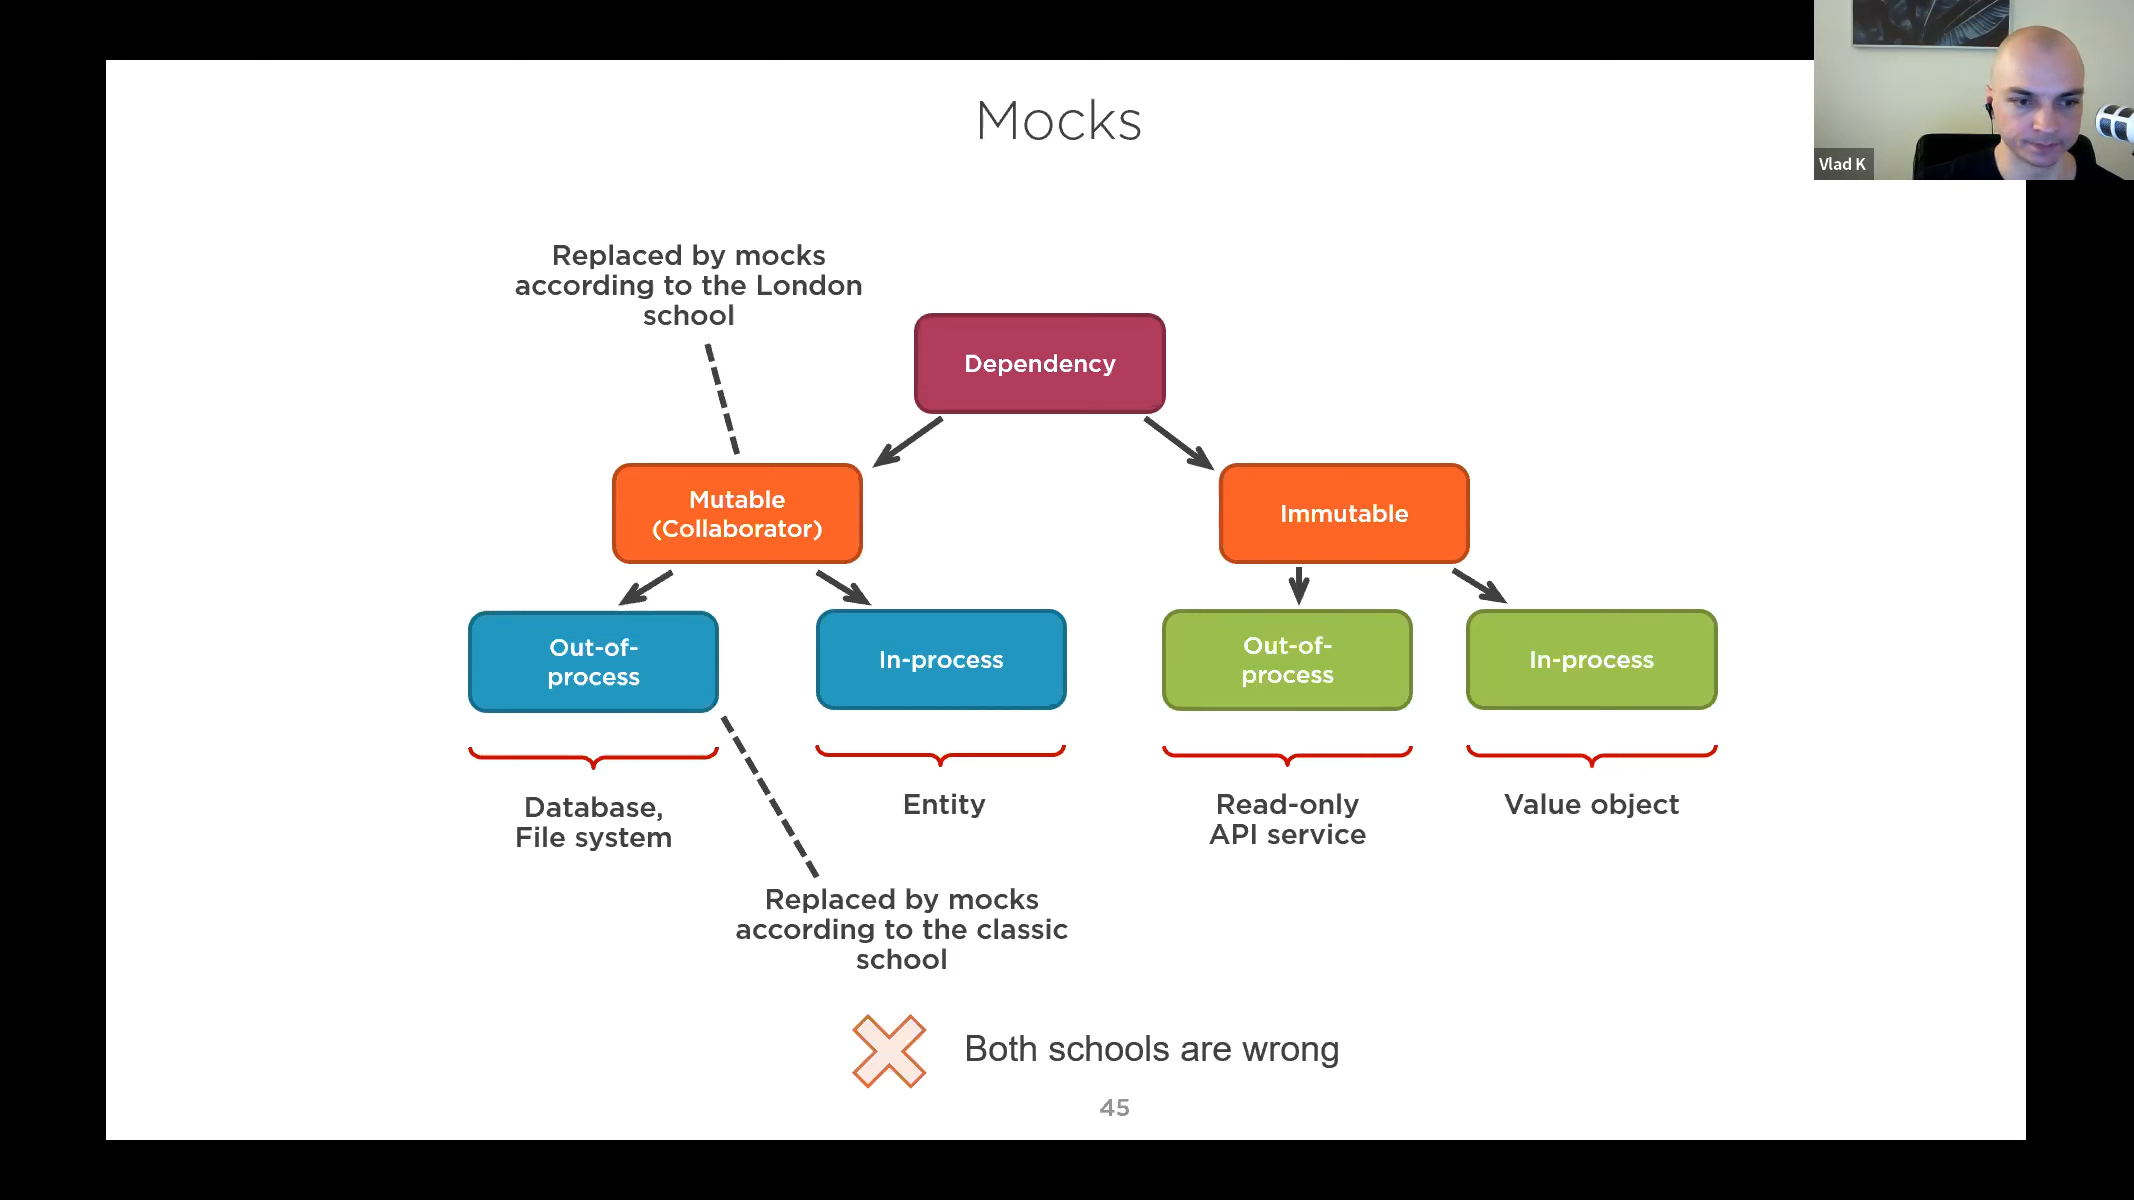 Mocks
Vlad K
Replaced by mocks
according to the London
school
Dependency
Mutable
(Collaborator)
Immutable
Out-of-
process
In-process
Out-of-
process
In-process
Database,
File system
Entity
Read-only
API service
Value object
Replaced by mocks
according to the classic
school
Both schools are wrong
45